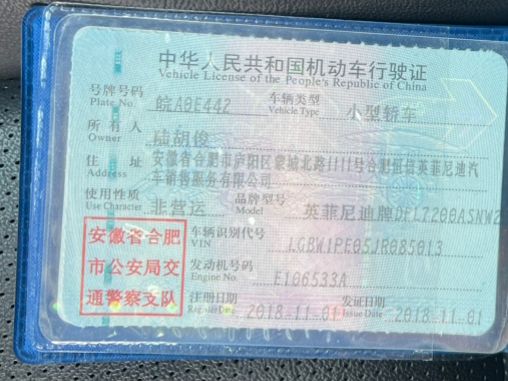 中华人民共和国机动车行驶证
Vehicle License of the People's Republic of China
号牌号码 皖A0E442 车辆类型 小型轿车
Plate No. Vehicle Type
所有人 陆胡俊
Owner
住址 安徽省合肥市庐阳区蒙城北路1111号合肥恒信英菲尼迪汽
Address 车销售服务有限公司
使用性质 非营运 品牌型号 英菲尼迪牌DFL7200ASNW2
Use Character Model
安徽省合肥 车辆识别代号 LGBW1PE05JR085013
VIN
市公安局交 发动机号码 E106533A
Engine No.
通警察支队 注册日期 2018-11-01 发证日期 2018-11-01
Register Date Issue Date